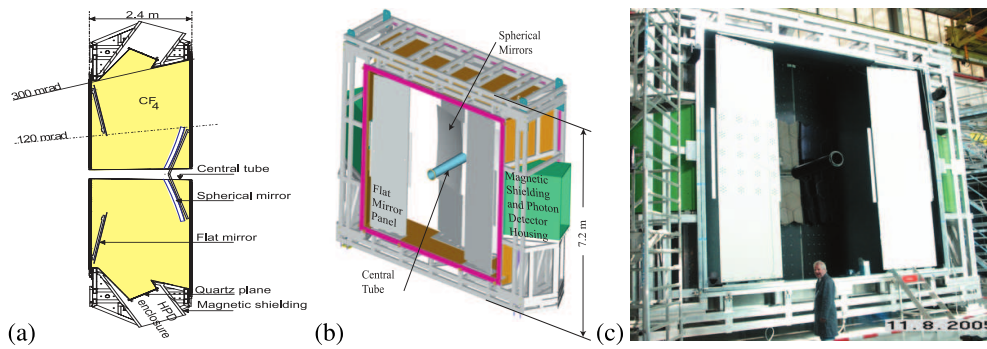 2.4 m
300 mrad
CF4
120 mrad
Central tube
Spherical mirror
Flat mirror
Quartz plane
Magnetic shielding
HPD
enclosure
(a)
Spherical
Mirrors
Flat
Mirror
Panel
Magnetic
Shielding
and Photon
Detector
Housing
7.2 m
Central
Tube
(b)
11.8.2005
(c)